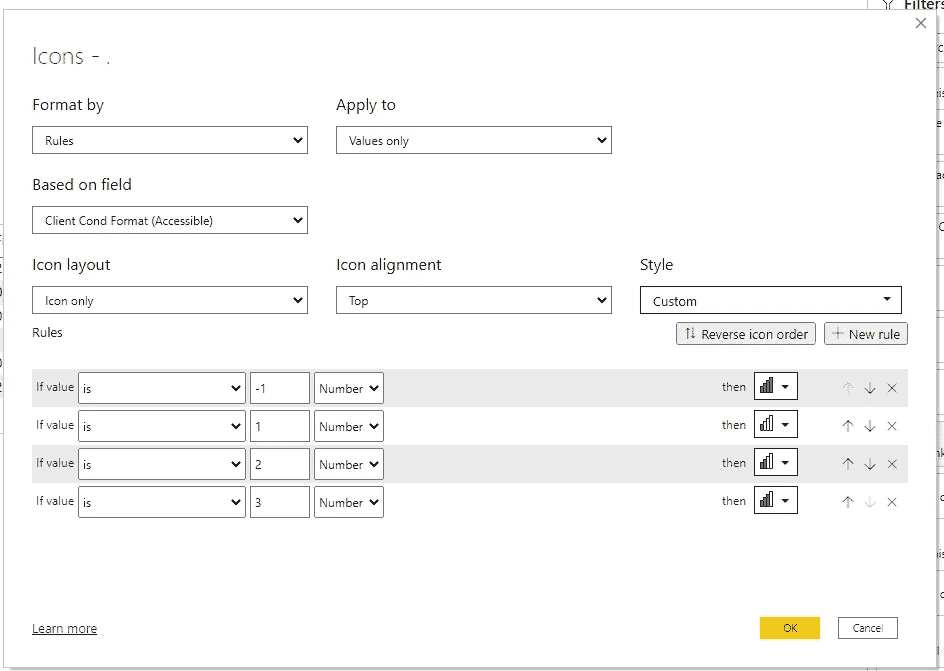 Filters
Icons - .
Format by Apply to
Rules Values only
Based on field
Client Cond Format (Accessible)
Icon layout Icon alignment Style
Icon only Top Custom
Rules Reverse icon order New rule
If value is -1 Number then
If value is 1 Number then
If value is 2 Number then
If value is 3 Number then
Learn more OK Cancel